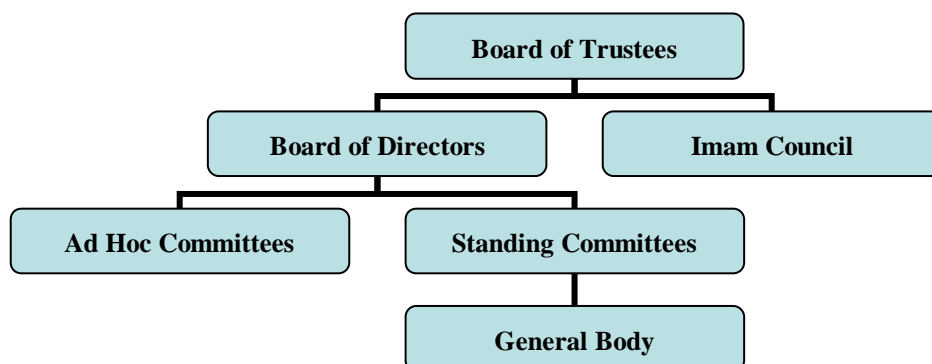 Board of Trustees
Board of Directors
Imam Council
Ad Hoc Committees
Standing Committees
General Body